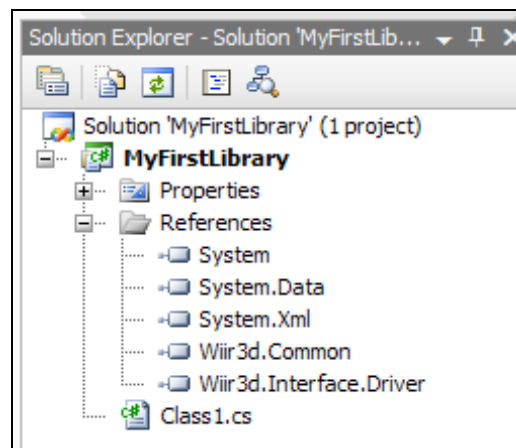 Solution Explorer - Solution 'MyFirstLib...
Solution 'MyFirstLibrary' (1 project)
MyFirstLibrary
Properties
References
System
System.Data
System.Xml
Wiir3d.Common
Wiir3d.Interface.Driver
Class1.cs